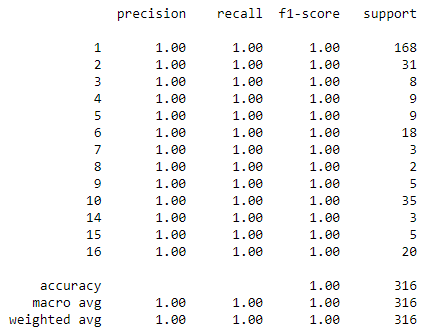 precision recall f1-score support
1 1.00 1.00 1.00 168
2 1.00 1.00 1.00 31
3 1.00 1.00 1.00 8
4 1.00 1.00 1.00 9
5 1.00 1.00 1.00 9
6 1.00 1.00 1.00 18
7 1.00 1.00 1.00 3
8 1.00 1.00 1.00 2
9 1.00 1.00 1.00 5
10 1.00 1.00 1.00 35
14 1.00 1.00 1.00 3
15 1.00 1.00 1.00 5
16 1.00 1.00 1.00 20
accuracy 1.00 316
macro avg 1.00 1.00 1.00 316
weighted avg 1.00 1.00 1.00 316